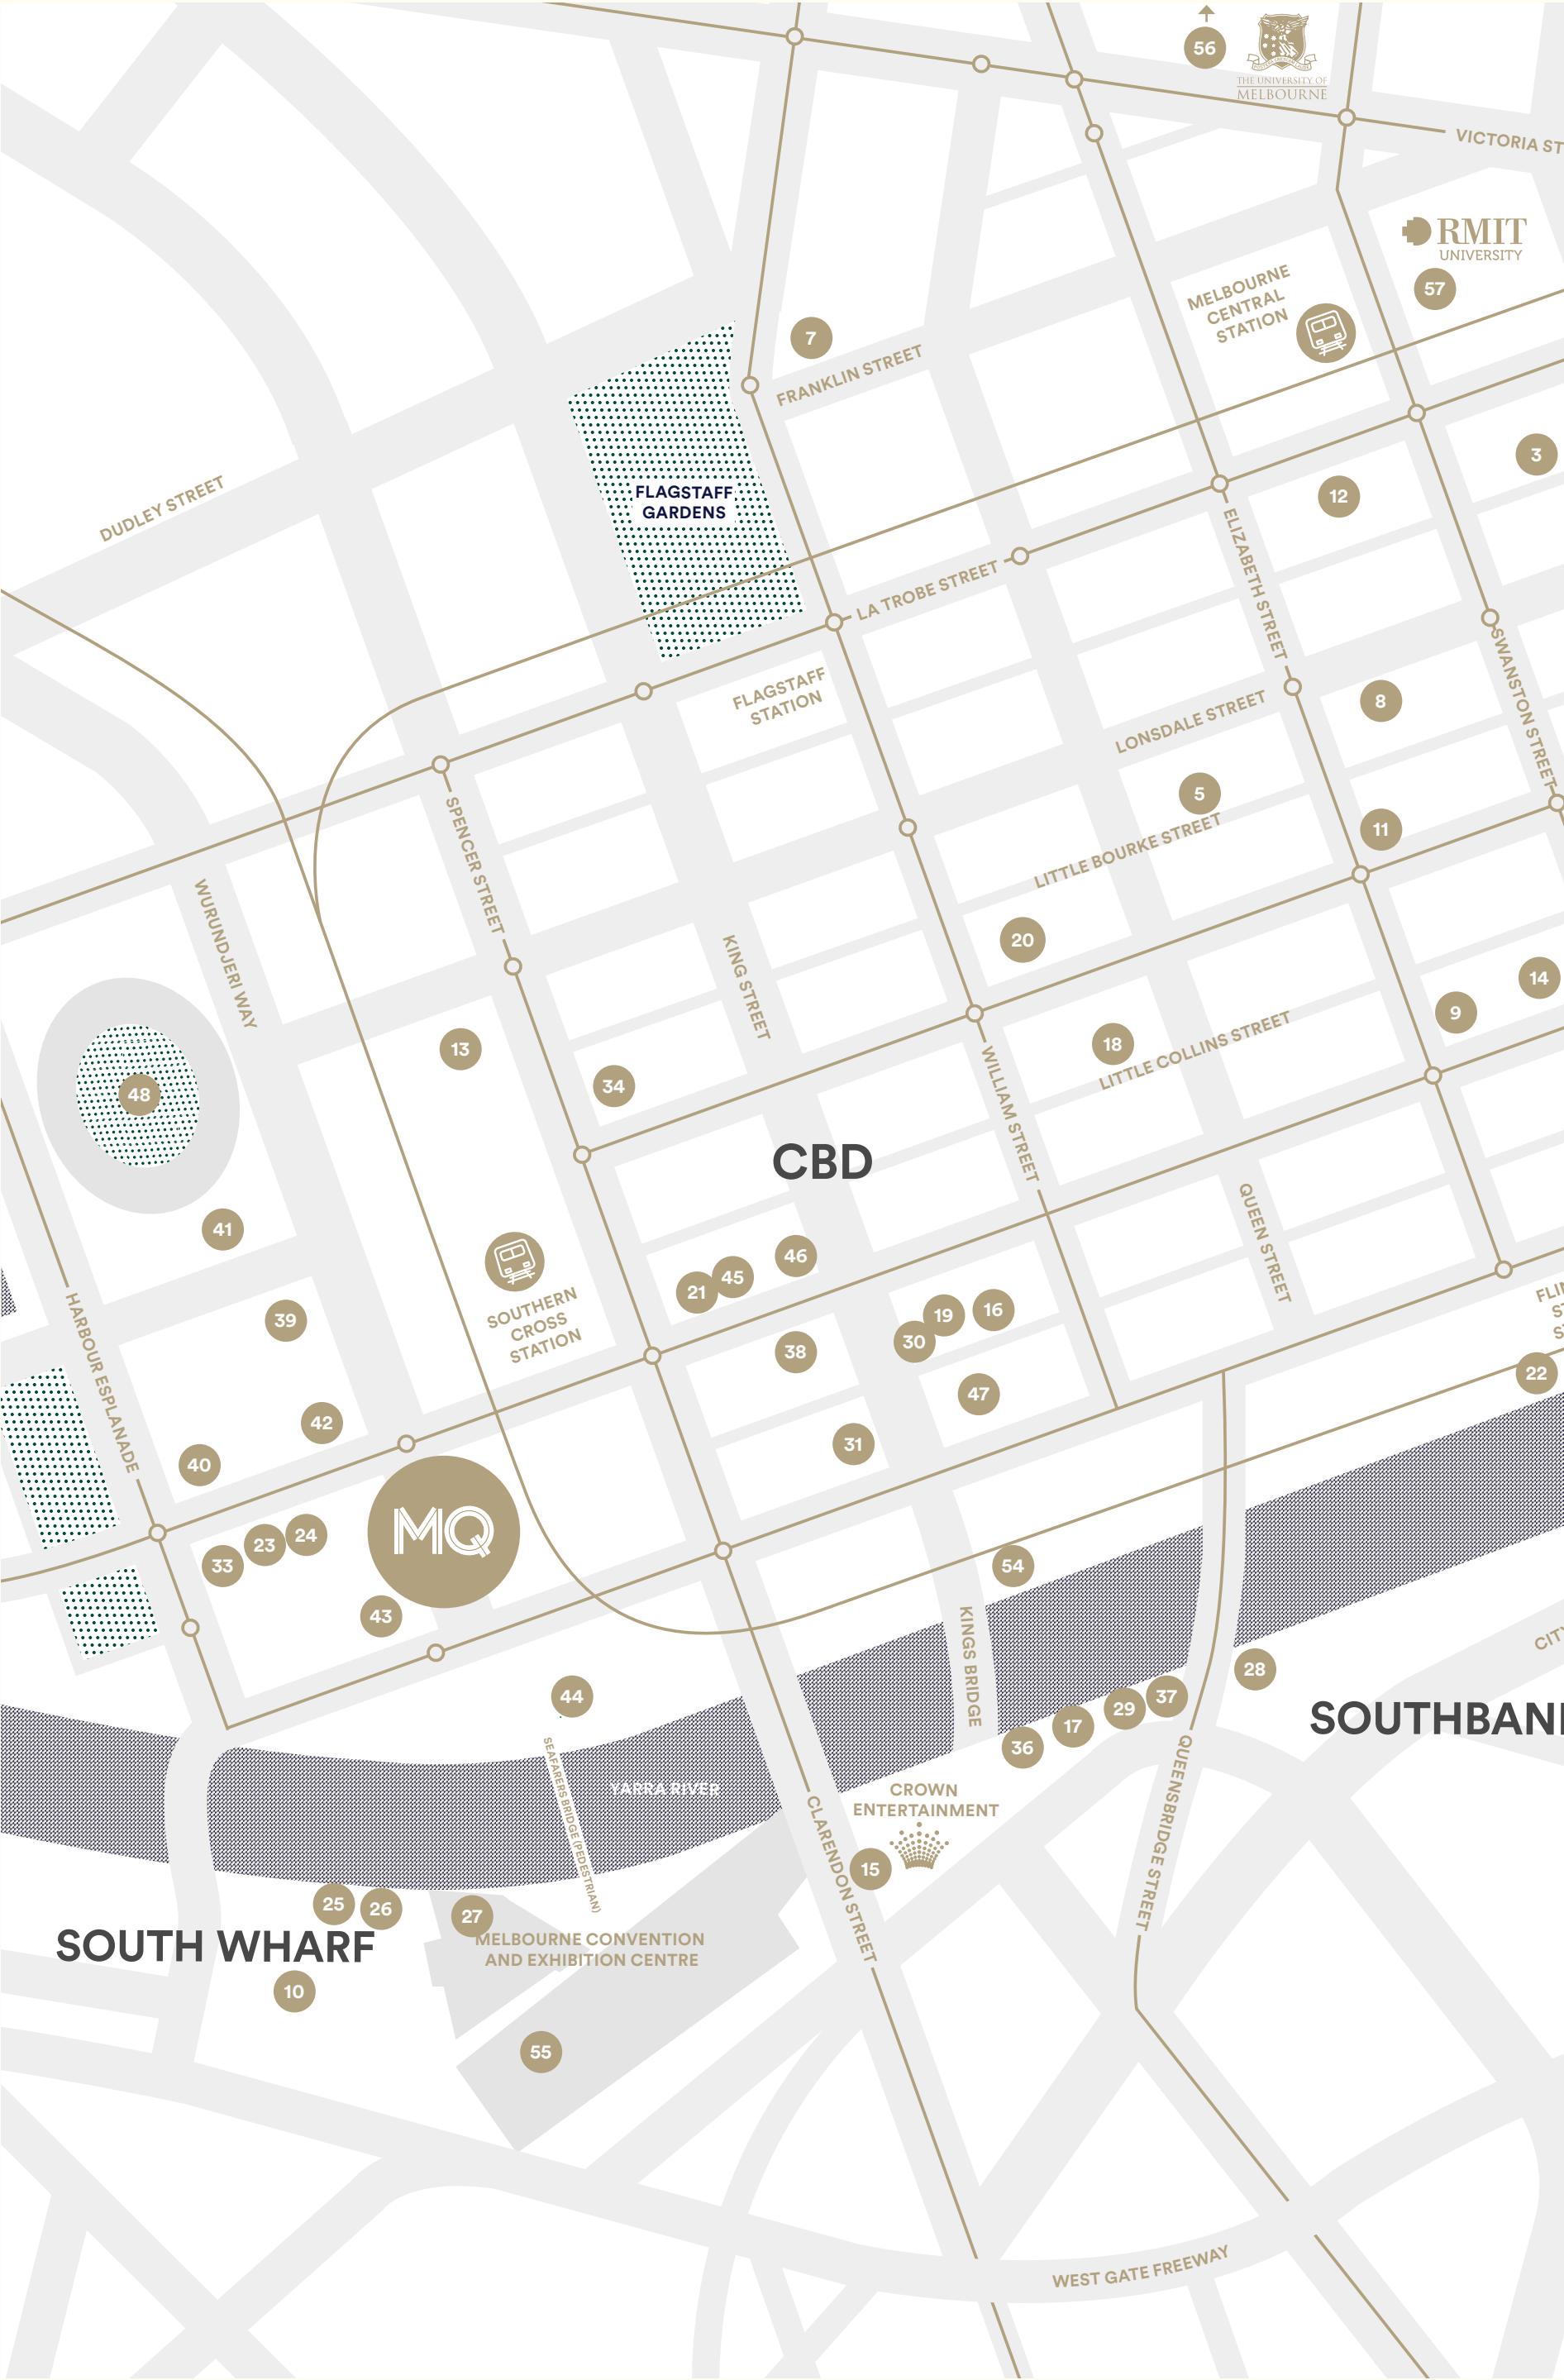 56
THE UNIVERSITY OF
MELBOURNE
VICTORIA ST
RMIT
UNIVERSITY
57
MELBOURNE
CENTRAL
STATION
7
FRANKLIN STREET
3
12
FLAGSTAFF
GARDENS
DUDLEY STREET
ELIZABETH STREET
LA TROBE STREET
SWANSTON STREET
FLAGSTAFF
STATION
8
LONSDALE STREET
5
11
LITTLE BOURKE STREET
SPENCER STREET
WURUNDJERI WAY
20
KING STREET
14
9
13
18
LITTLE COLLINS STREET
34
48
WILLIAM STREET
CBD
41
QUEEN STREET
46
45
21
SOUTHERN
CROSS
STATION
39
HARBOUR ESPLANADE
19
16
30
38
22
47
42
31
40
MQ
24
23
33
54
43
KINGS BRIDGE
28
44
37
29
17
36
SOUTHBAN
SEAFARERS BRIDGE (PEDESTRIAN)
YARRA RIVER
CROWN
ENTERTAINMENT
QUEENSBRIDGE STREET
CLARENDON STREET
15
25
26
27
SOUTH WHARF
MELBOURNE CONVENTION
AND EXHIBITION CENTRE
10
55
WEST GATE FREEWAY